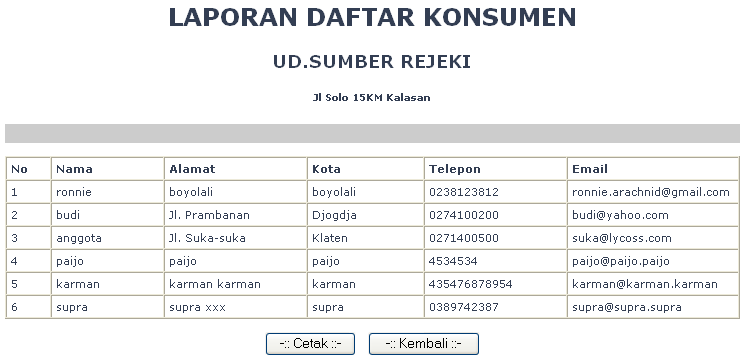 LAPORAN DAFTAR KONSUMEN
UD.SUMBER REJEKI
Jl Solo 15KM Kalasan
No Nama Alamat Kota Telepon Email
1 ronnie boyolali boyolali 0238123812 ronnie.arachnid@gmail.com
2 budi Jl. Prambanan Djogdja 0274100200 budi@yahoo.com
3 anggota Jl. Suka-suka Klaten 0271400500 suka@lycoss.com
4 paijo paijo paijo 4534534 paijo@paijo.paijo
5 karman karman karman karman 435476878954 karman@karman.karman
6 supra supra xxx supra 0389742387 supra@supra.supra
-:: Cetak ::- -:: Kembali ::-